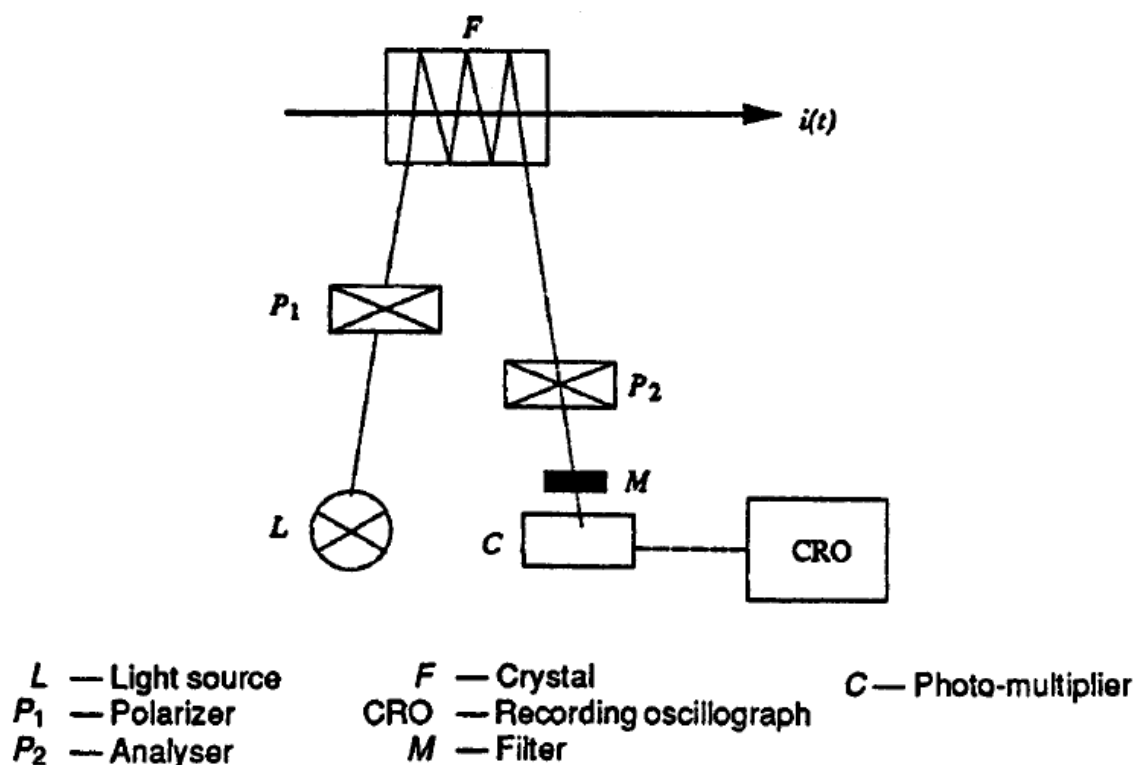 F
i(t)
P1
P2
M
L
C
CRO
L — Light source
F — Crystal
C — Photo-multiplier
P1 — Polarizer
CRO — Recording oscillograph
P2 — Analyser
M — Filter